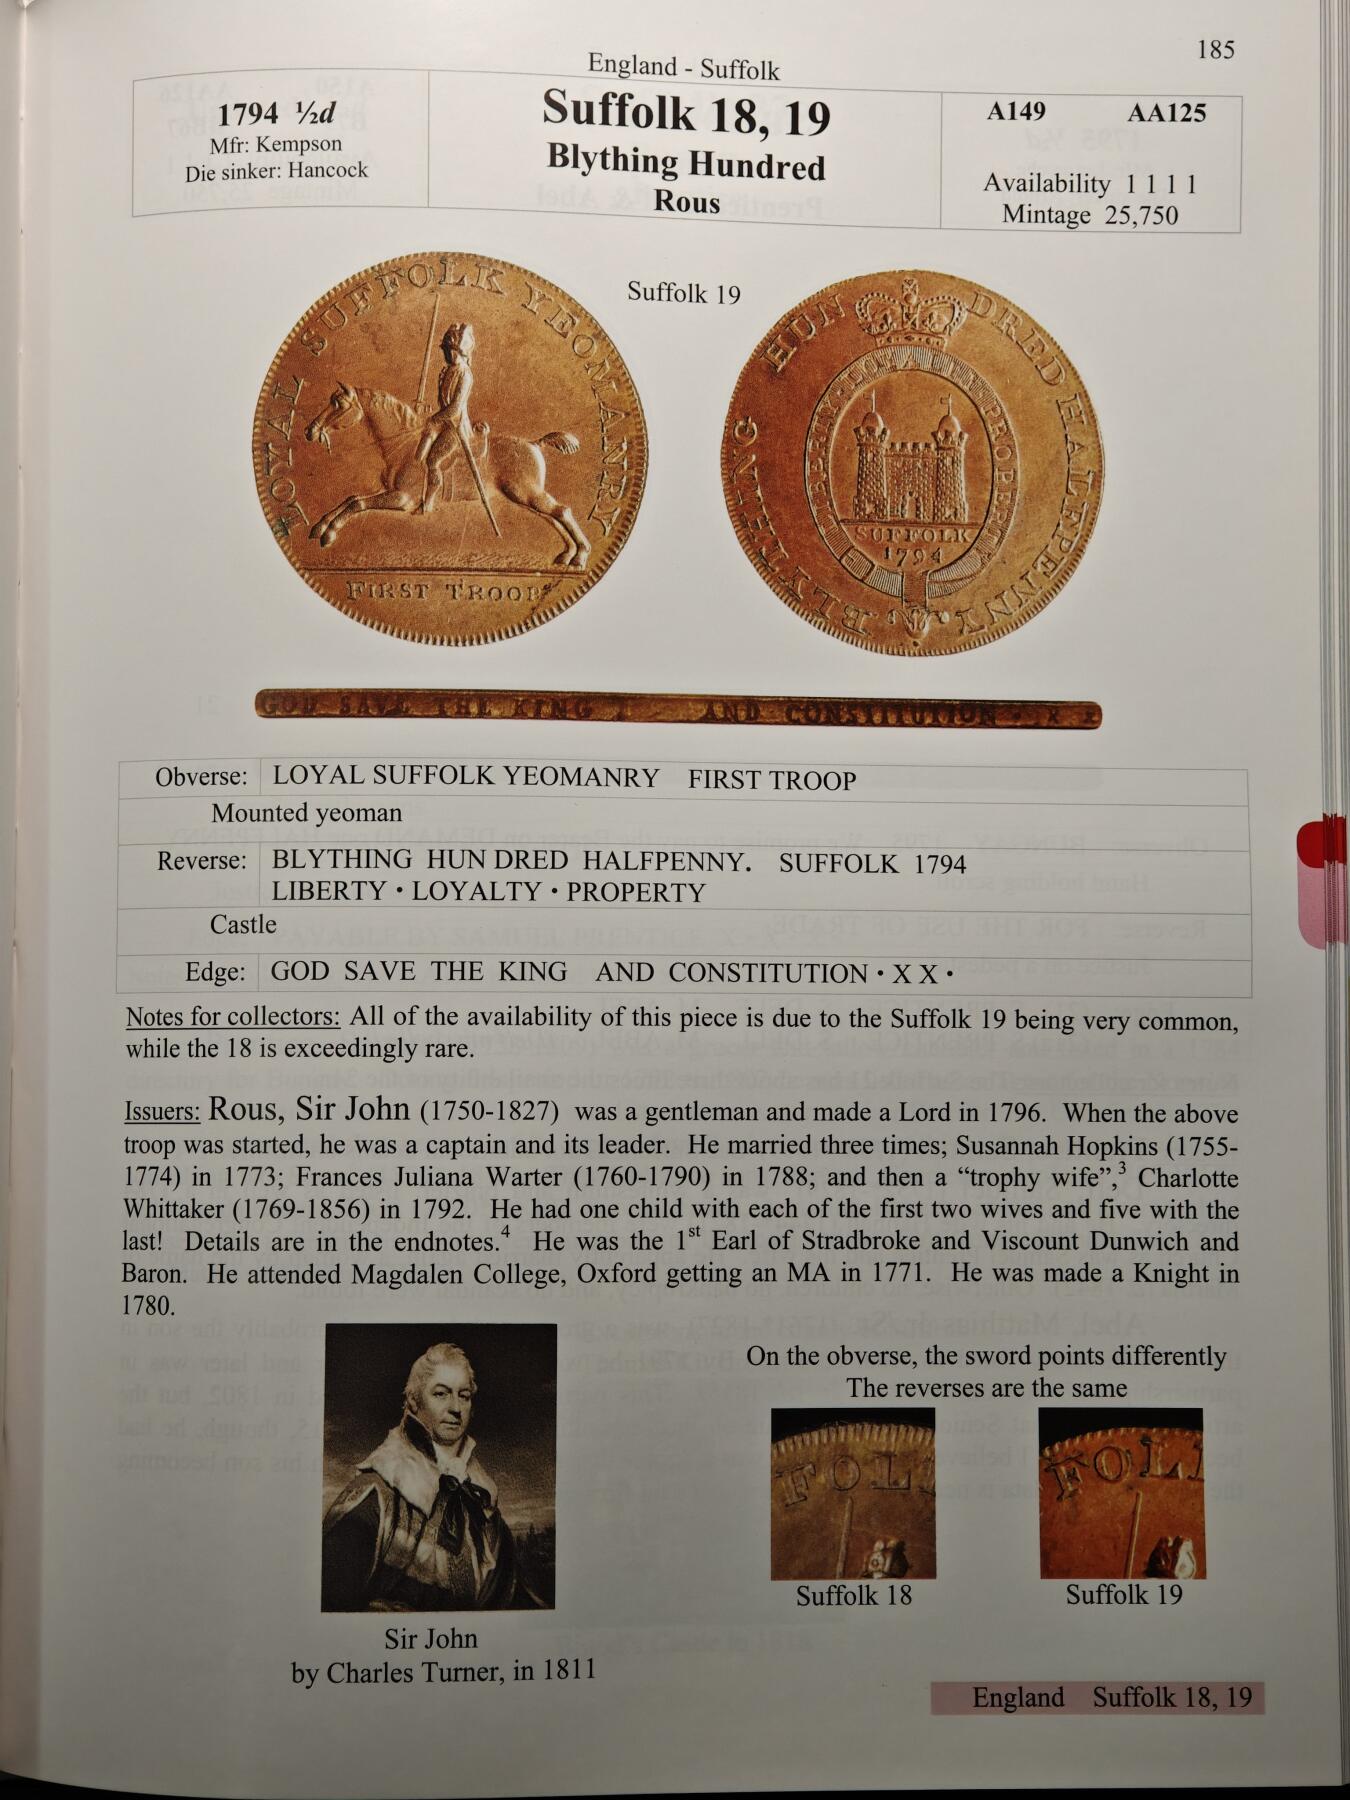 185
England - Suffolk
1794 ½d
Mfr: Kempson
Die sinker: Hancock
Suffolk 18, 19
Blything Hundred
Rous
A149 AA125
Availability 1 1 1 1
Mintage 25,750
Suffolk 19
LOYAL SUFFOLK YEOMANRY
FIRST TROOP
BLYTHING HUN DRED HALFPENNY.
SUFFOLK
1794
GOD SAVE THE KING AND CONSTITUTION · X X
Obverse: LOYAL SUFFOLK YEOMANRY FIRST TROOP
Mounted yeoman
Reverse: BLYTHING HUN DRED HALFPENNY. SUFFOLK 1794
LIBERTY · LOYALTY · PROPERTY
Castle
Edge: GOD SAVE THE KING AND CONSTITUTION · X X ·
Notes for collectors: All of the availability of this piece is due to the Suffolk 19 being very common,
while the 18 is exceedingly rare.
Issuers: Rous, Sir John (1750-1827) was a gentleman and made a Lord in 1796. When the above
troop was started, he was a captain and its leader. He married three times; Susannah Hopkins (1755-
1774) in 1773; Frances Juliana Warter (1760-1790) in 1788; and then a “trophy wife”,³ Charlotte
Whittaker (1769-1856) in 1792. He had one child with each of the first two wives and five with the
last! Details are in the endnotes.⁴ He was the 1st Earl of Stradbroke and Viscount Dunwich and
Baron. He attended Magdalen College, Oxford getting an MA in 1771. He was made a Knight in
1780.
On the obverse, the sword points differently
The reverses are the same
FOL
FOL
Suffolk 18
Suffolk 19
Sir John
by Charles Turner, in 1811
England Suffolk 18, 19